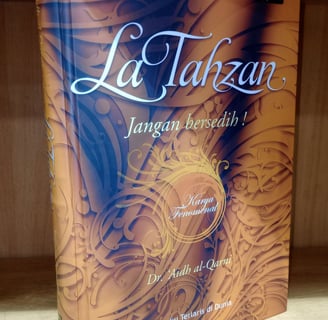 La Tahzan
Jangan bersedih !
Karya
Fenomenal
Dr. 'Aidh al-Qarni
Terlaris di Dunia